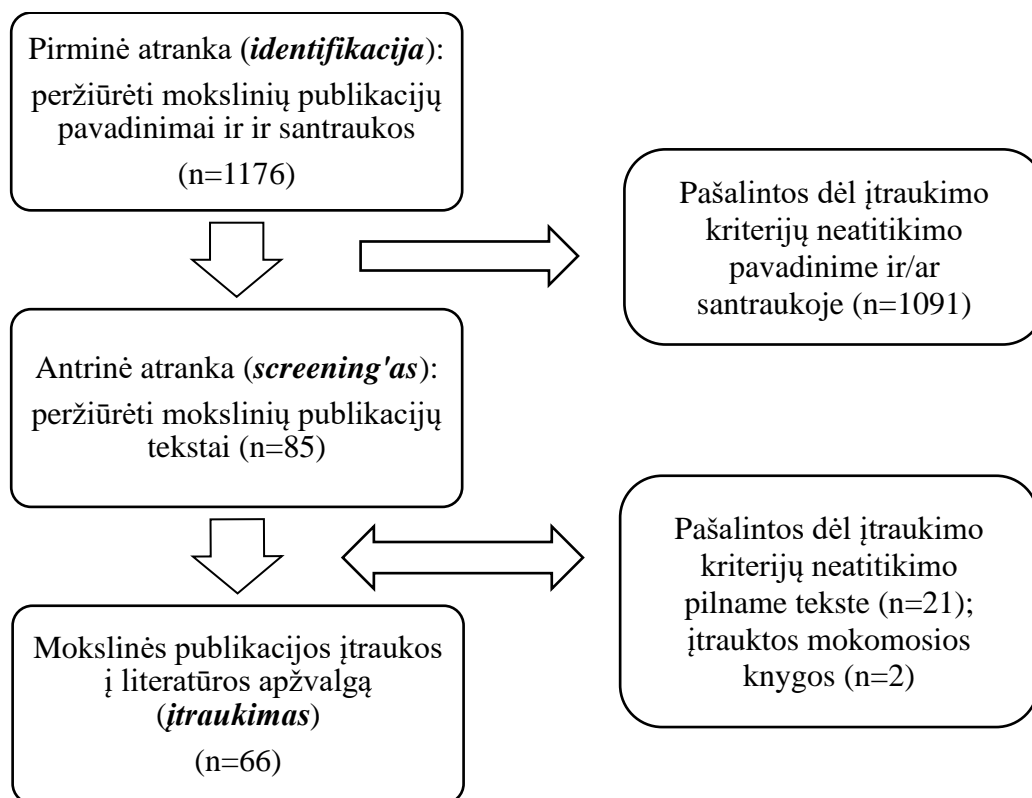 Pirminė atranka (identifikacija):
peržiūrėti mokslinių publikacijų
pavadinimai ir ir santraukos
(n=1176)
Pašalintos dėl įtraukimo
kriterijų neatitikimo
pavadinime ir/ar
santraukoje (n=1091)
Antrinė atranka (screening'as):
peržiūrėti mokslinių publikacijų
tekstai (n=85)
Pašalintos dėl įtraukimo
kriterijų neatitikimo
pilname tekste (n=21);
įtrauktos mokomosios
knygos (n=2)
Mokslinės publikacijos įtraukos
į literatūros apžvalgą
(įtraukimas)
(n=66)